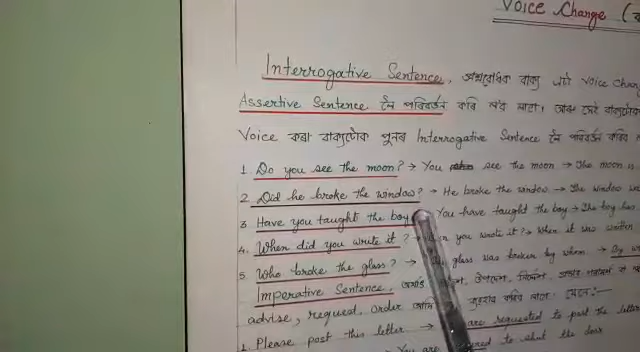 Voice Change (
Interrogative Sentence, প্ৰশ্নবোধক বাক্য এটা Voice Chan
Assertive Sentence লৈ পৰিবৰ্তন কৰি ল'ব লাগে। আৰু সেই
Voice কৰা বাক্যটোক পুনৰ Interrogative Sentence লৈ পৰিবৰ্তন কৰিব
1. Do you see the moon? → You see the moon → The moon is
2. Did he broke the window? → He broke the window → The window wa
3. Have you taught the boy You have taught the boy → The boy has
4. When did you write it? you wrote it? → When it was written
5. Who broke the glass? → glass was broken by whom → By w
Imperative Sentence,
advise, request, order
1. Please post this letter → are requested to post the letter
You are to shut the door